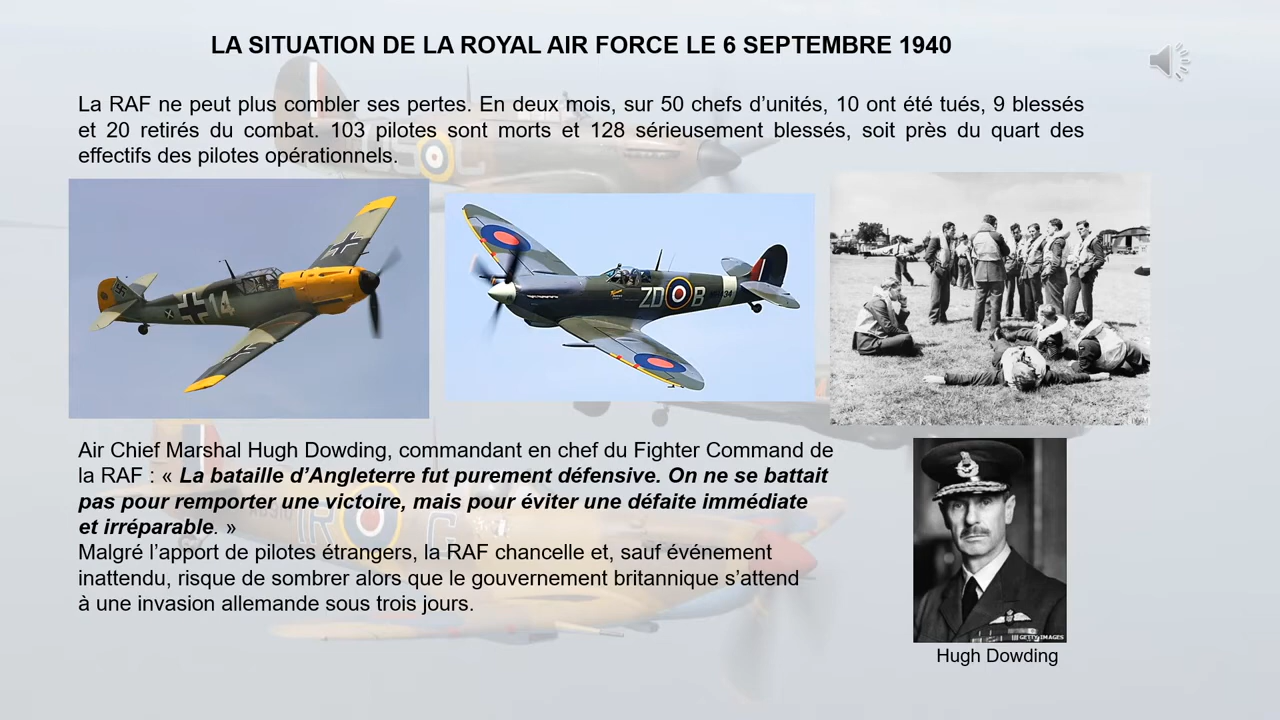 LA SITUATION DE LA ROYAL AIR FORCE LE 6 SEPTEMBRE 1940
La RAF ne peut plus combler ses pertes. En deux mois, sur 50 chefs d’unités, 10 ont été tués, 9 blessés
et 20 retirés du combat. 103 pilotes sont morts et 128 sérieusement blessés, soit près du quart des
effectifs des pilotes opérationnels.
14
ZD B
Air Chief Marshal Hugh Dowding, commandant en chef du Fighter Command de
la RAF : « La bataille d’Angleterre fut purement défensive. On ne se battait
pas pour remporter une victoire, mais pour éviter une défaite immédiate
et irréparable. »
Malgré l’apport de pilotes étrangers, la RAF chancelle et, sauf événement
inattendu, risque de sombrer alors que le gouvernement britannique s’attend
à une invasion allemande sous trois jours.
GETTY IMAGES
Hugh Dowding